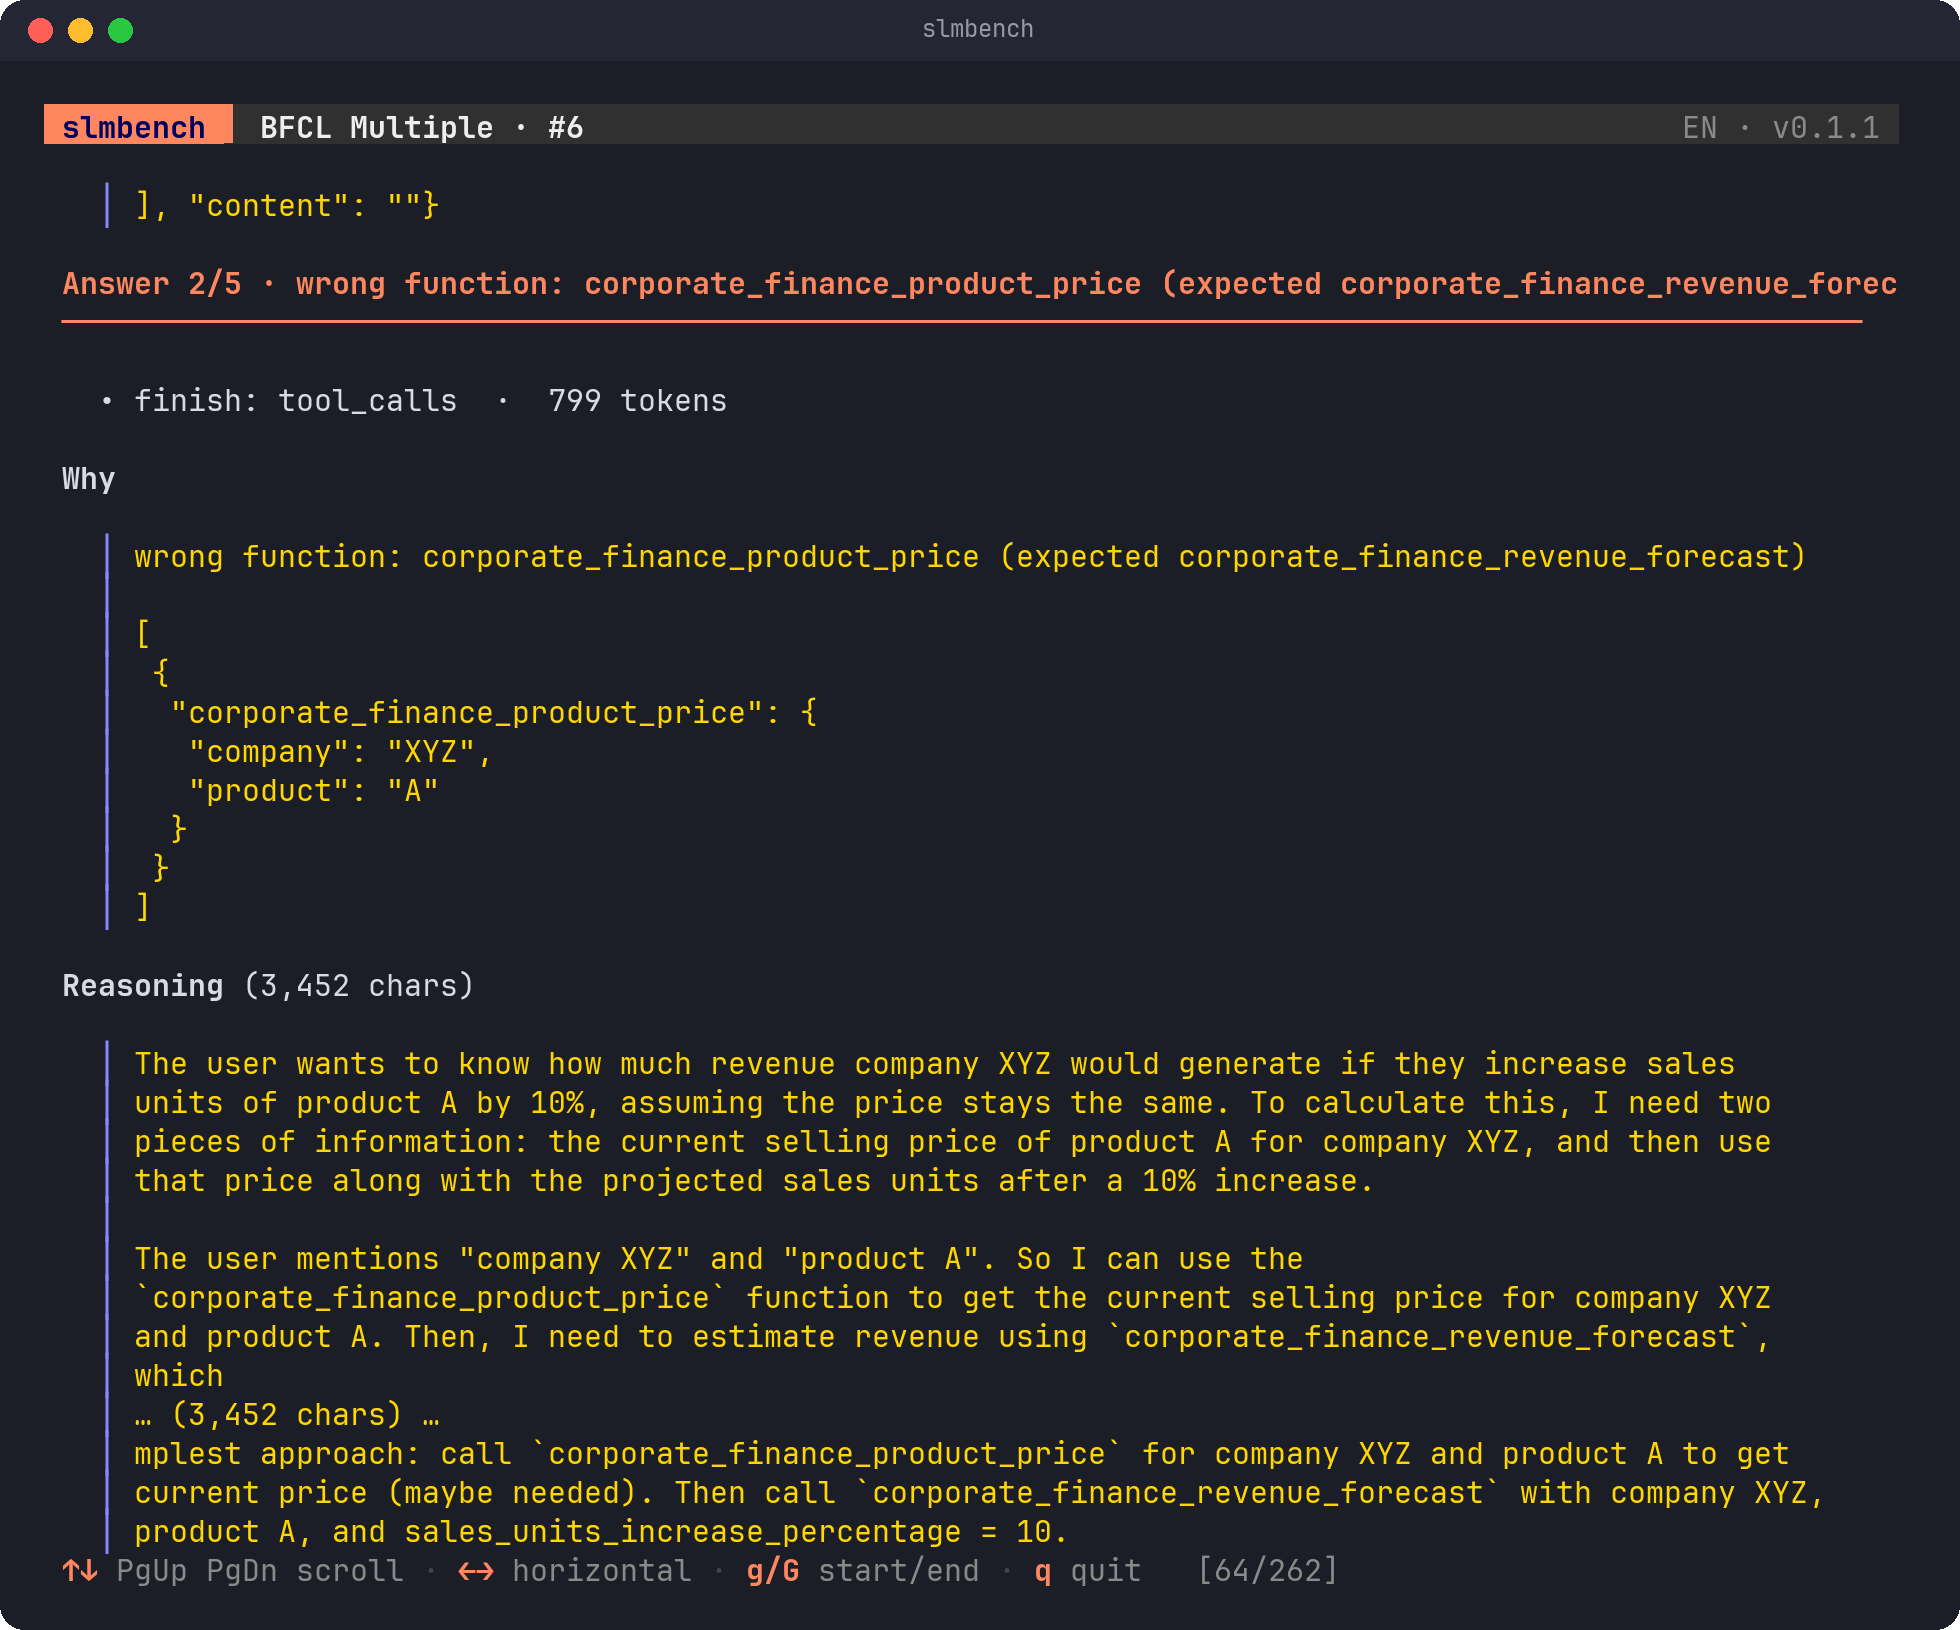 slmbench
slmbench BFCL Multiple · #6 EN · v0.1.1
], "content": ""}
Answer 2/5 · wrong function: corporate_finance_product_price (expected corporate_finance_revenue_forec
• finish: tool_calls · 799 tokens
Why
wrong function: corporate_finance_product_price (expected corporate_finance_revenue_forecast)
[
{
"corporate_finance_product_price": {
"company": "XYZ",
"product": "A"
}
}
]
Reasoning (3,452 chars)
The user wants to know how much revenue company XYZ would generate if they increase sales
units of product A by 10%, assuming the price stays the same. To calculate this, I need two
pieces of information: the current selling price of product A for company XYZ, and then use
that price along with the projected sales units after a 10% increase.
The user mentions "company XYZ" and "product A". So I can use the
`corporate_finance_product_price` function to get the current selling price for company XYZ
and product A. Then, I need to estimate revenue using `corporate_finance_revenue_forecast`,
which
… (3,452 chars) …
mplest approach: call `corporate_finance_product_price` for company XYZ and product A to get
current price (maybe needed). Then call `corporate_finance_revenue_forecast` with company XYZ,
product A, and sales_units_increase_percentage = 10.
↑↓ PgUp PgDn scroll · ←→ horizontal · g/G start/end · q quit [64/262]